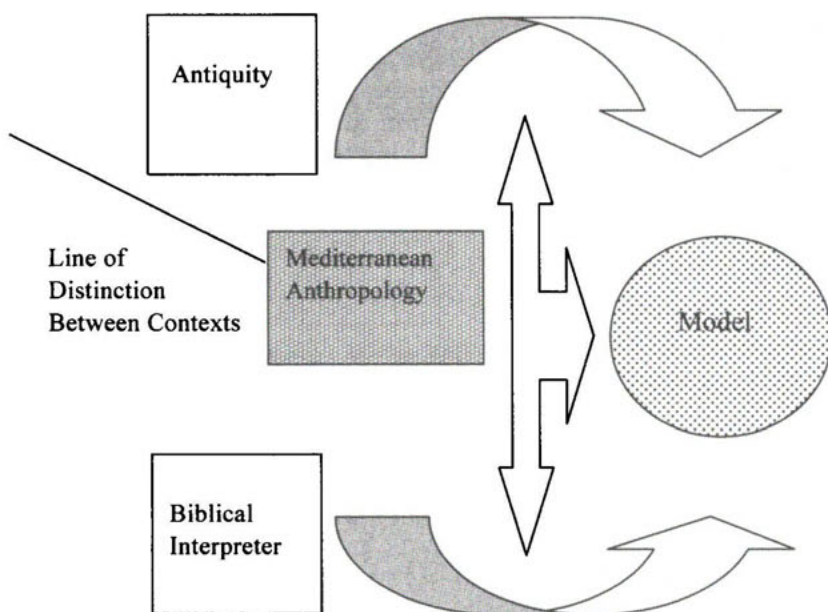 Antiquity
Line of
Distinction
Between Contexts
Mediterranean
Anthropology
Model
Biblical
Interpreter